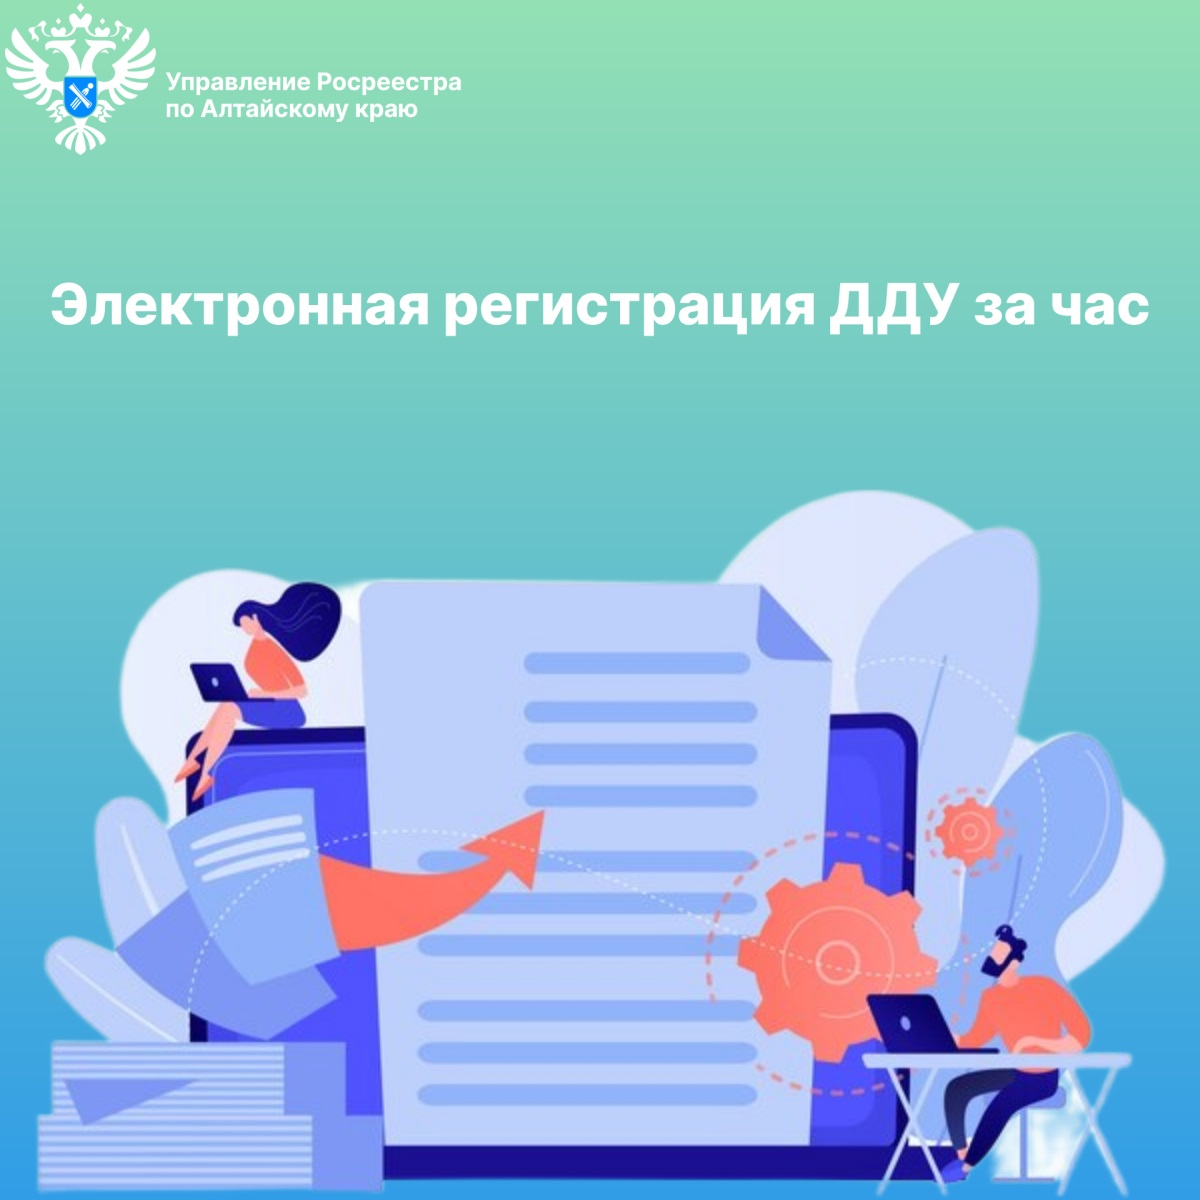 Управление Росреестра
по Алтайскому краю
Электронная регистрация ДДУ за час